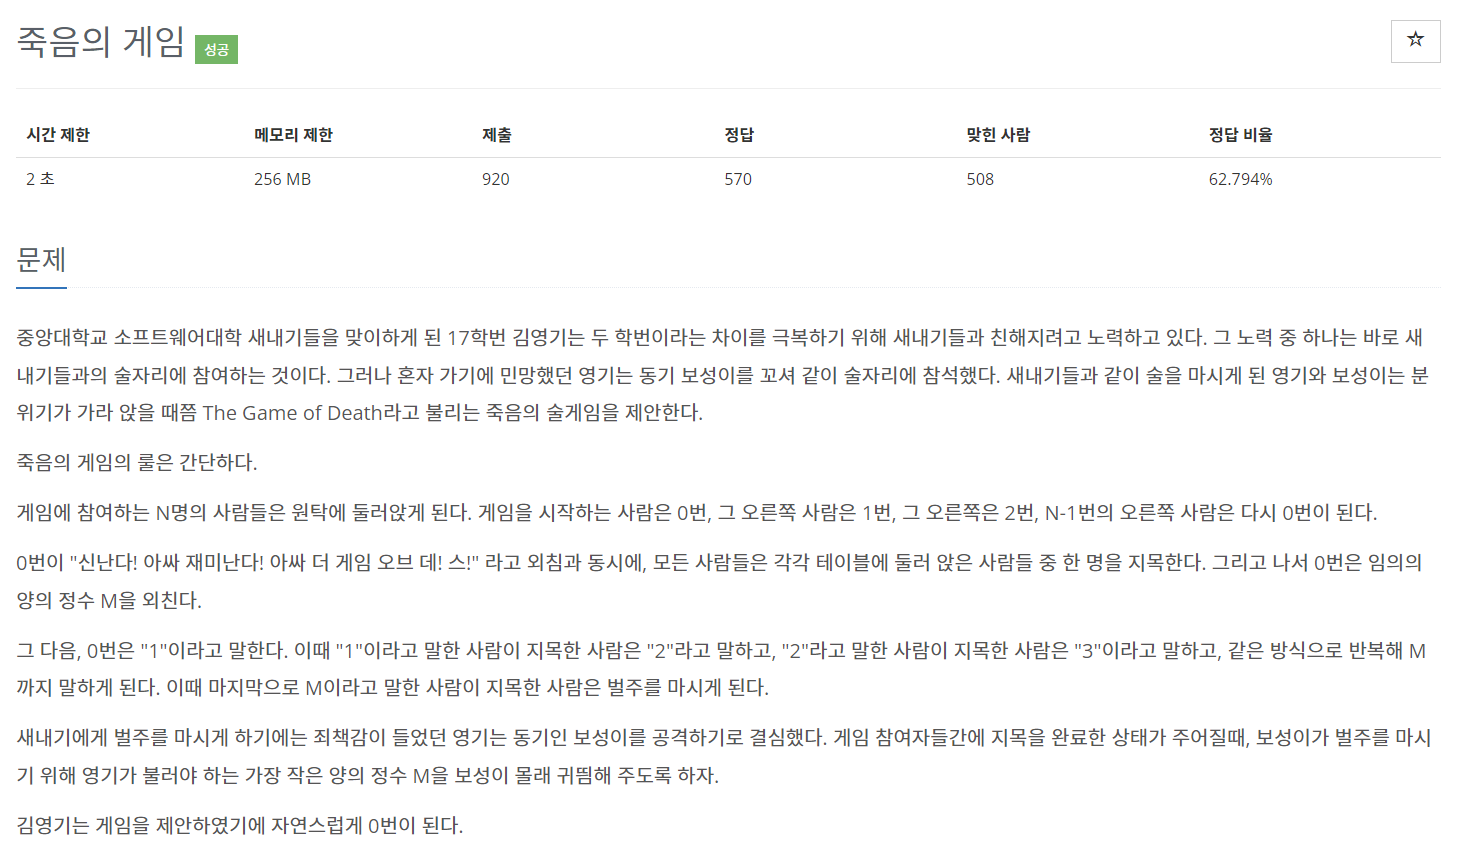 죽음의 게임 성공
시간 제한 메모리 제한 제출 정답 맞힌 사람 정답 비율
2 초 256 MB 920 570 508 62.794%
문제
중앙대학교 소프트웨어대학 새내기들을 맞이하게 된 17학번 김영기는 두 학번이라는 차이를 극복하기 위해 새내기들과 친해지려고 노력하고 있다. 그 노력 중 하나는 바로 새
내기들과의 술자리에 참여하는 것이다. 그러나 혼자 가기에 민망했던 영기는 동기 보성이를 꼬셔 같이 술자리에 참석했다. 새내기들과 같이 술을 마시게 된 영기와 보성이는 분
위기가 가라 앉을 때쯤 The Game of Death라고 불리는 죽음의 술게임을 제안한다.
죽음의 게임의 룰은 간단하다.
게임에 참여하는 N명의 사람들은 원탁에 둘러앉게 된다. 게임을 시작하는 사람은 0번, 그 오른쪽 사람은 1번, 그 오른쪽은 2번, N-1번의 오른쪽 사람은 다시 0번이 된다.
0번이 "신난다! 아싸 재미난다! 아싸 더 게임 오브 데! 스!" 라고 외침과 동시에, 모든 사람들은 각각 테이블에 둘러 앉은 사람들 중 한 명을 지목한다. 그리고 나서 0번은 임의의
양의 정수 M을 외친다.
그 다음, 0번은 "1"이라고 말한다. 이때 "1"이라고 말한 사람이 지목한 사람은 "2"라고 말하고, "2"라고 말한 사람이 지목한 사람은 "3"이라고 말하고, 같은 방식으로 반복해 M
까지 말하게 된다. 이때 마지막으로 M이라고 말한 사람이 지목한 사람은 벌주를 마시게 된다.
새내기에게 벌주를 마시게 하기에는 죄책감이 들었던 영기는 동기인 보성이를 공격하기로 결심했다. 게임 참여자들간에 지목을 완료한 상태가 주어질때, 보성이가 벌주를 마시
기 위해 영기가 불러야 하는 가장 작은 양의 정수 M을 보성이 몰래 귀띔해 주도록 하자.
김영기는 게임을 제안하였기에 자연스럽게 0번이 된다.